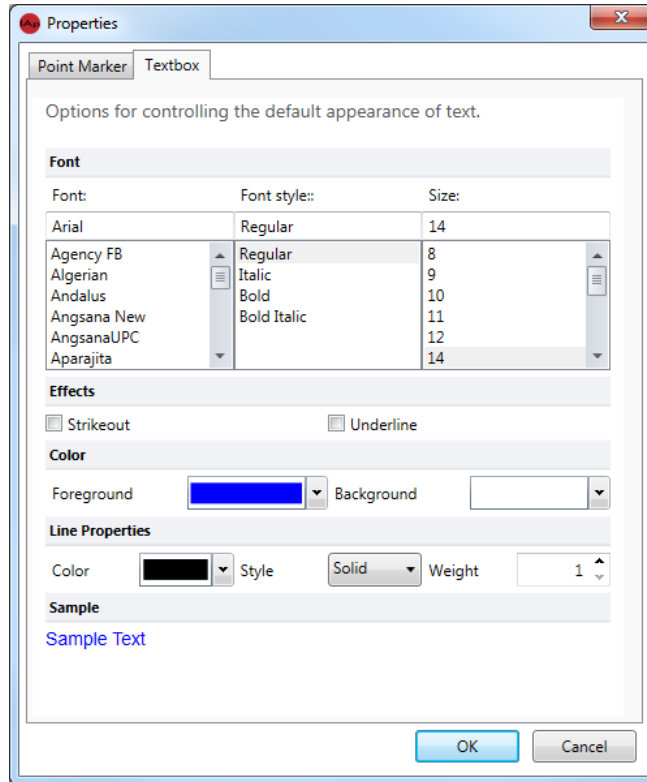 IAp Properties
Point Marker Textbox
Options for controlling the default appearance of text.
Font
Font: Font style:: Size:
Arial Regular 14
Agency FB Regular 8
Algerian Italic 9
Andalus Bold 10
Angsana New Bold Italic 11
AngsanaUPC 12
Aparajita 14
Effects
Strikeout Underline
Color
Foreground Background
Line Properties
Color Style Solid Weight 1
Sample
Sample Text
OK Cancel